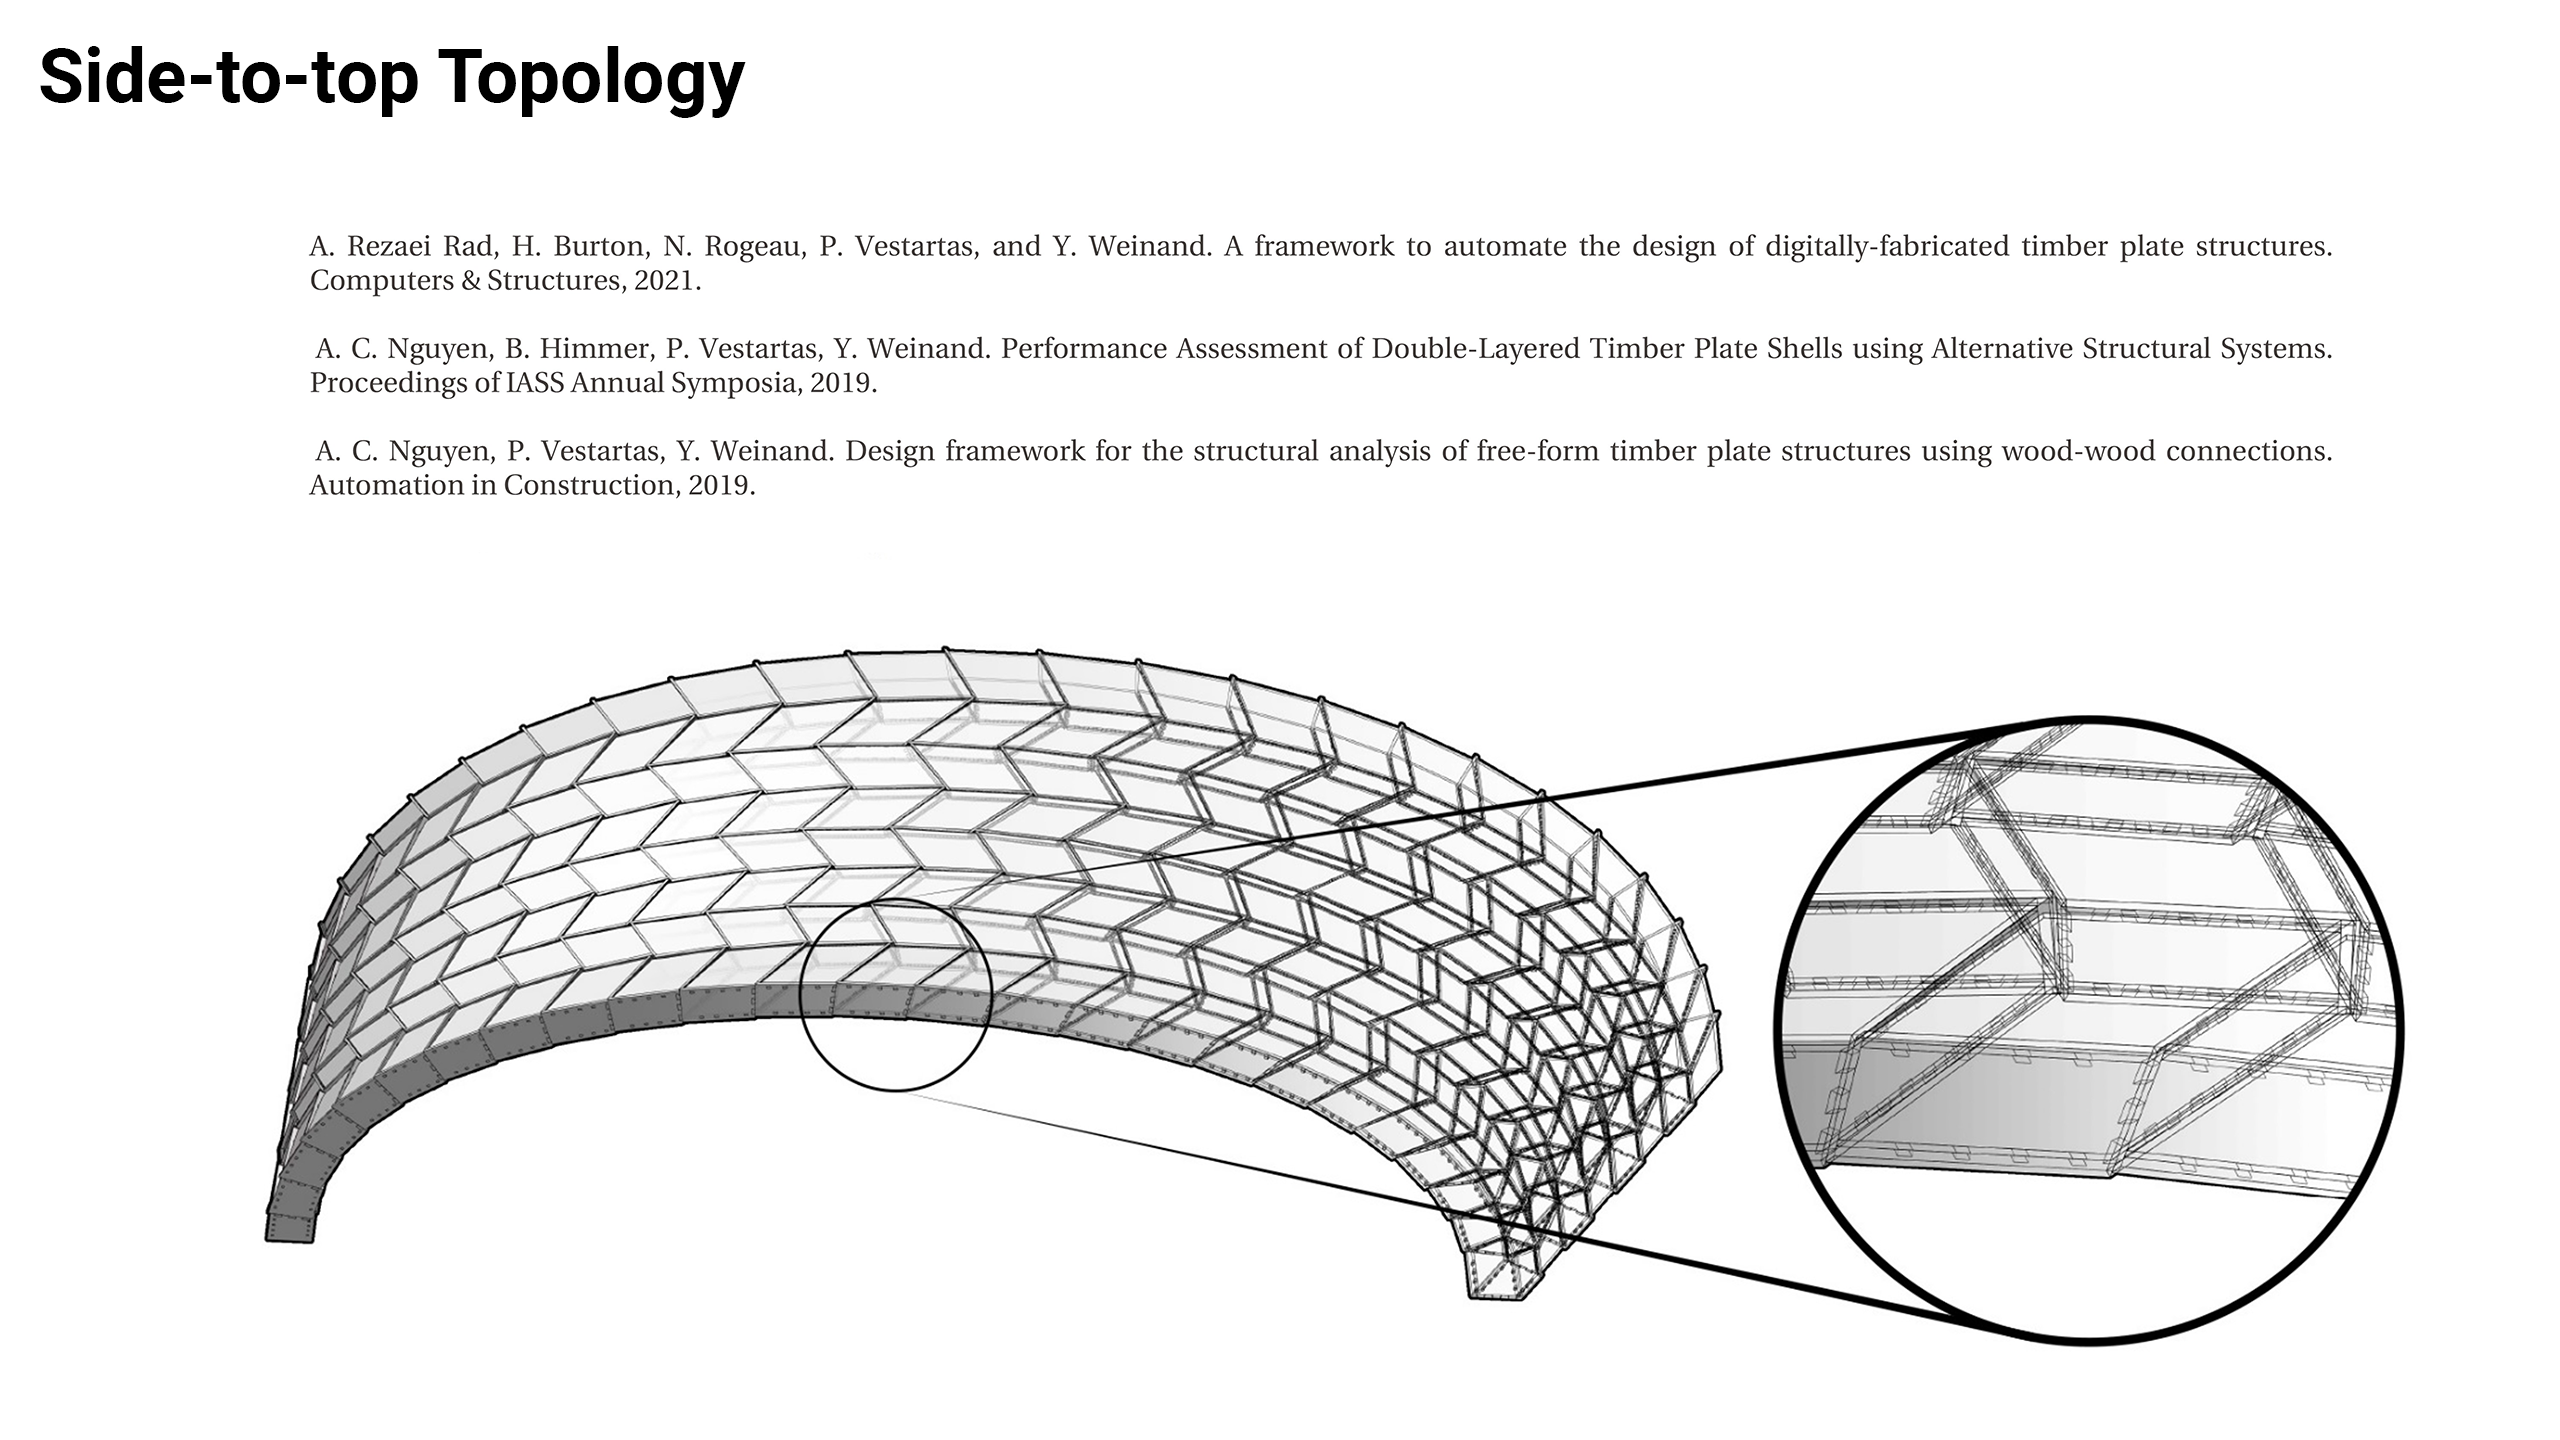 Side-to-top Topology
A. Rezaei Rad, H. Burton, N. Rogeau, P. Vestartas, and Y. Weinand. A framework to automate the design of digitally-fabricated timber plate structures.
Computers & Structures, 2021.
A. C. Nguyen, B. Himmer, P. Vestartas, Y. Weinand. Performance Assessment of Double-Layered Timber Plate Shells using Alternative Structural Systems.
Proceedings of IASS Annual Symposia, 2019.
A. C. Nguyen, P. Vestartas, Y. Weinand. Design framework for the structural analysis of free-form timber plate structures using wood-wood connections.
Automation in Construction, 2019.